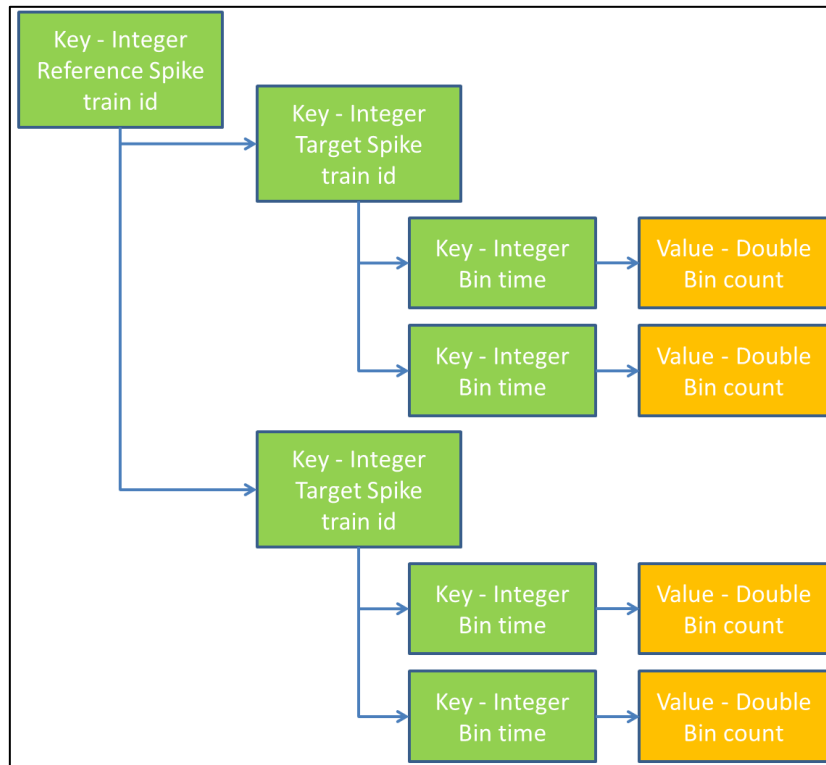 Key - Integer
Reference Spike
train id
Key - Integer
Target Spike
train id
Key - Integer
Bin time
Value - Double
Bin count
Key - Integer
Bin time
Value - Double
Bin count
Key - Integer
Target Spike
train id
Key - Integer
Bin time
Value - Double
Bin count
Key - Integer
Bin time
Value - Double
Bin count